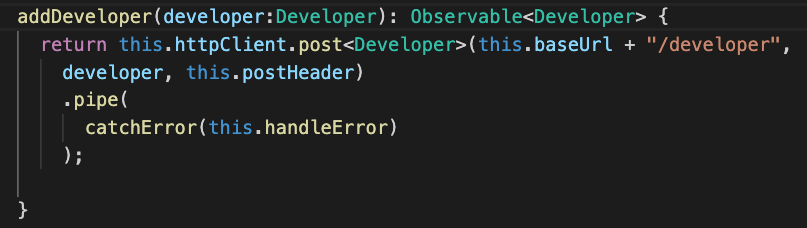 addDeveloper(developer:Developer): Observable<Developer> {
return this.httpClient.post<Developer>(this.baseUrl + "/developer",
developer, this.postHeader)
.pipe(
catchError(this.handleError)
);
}